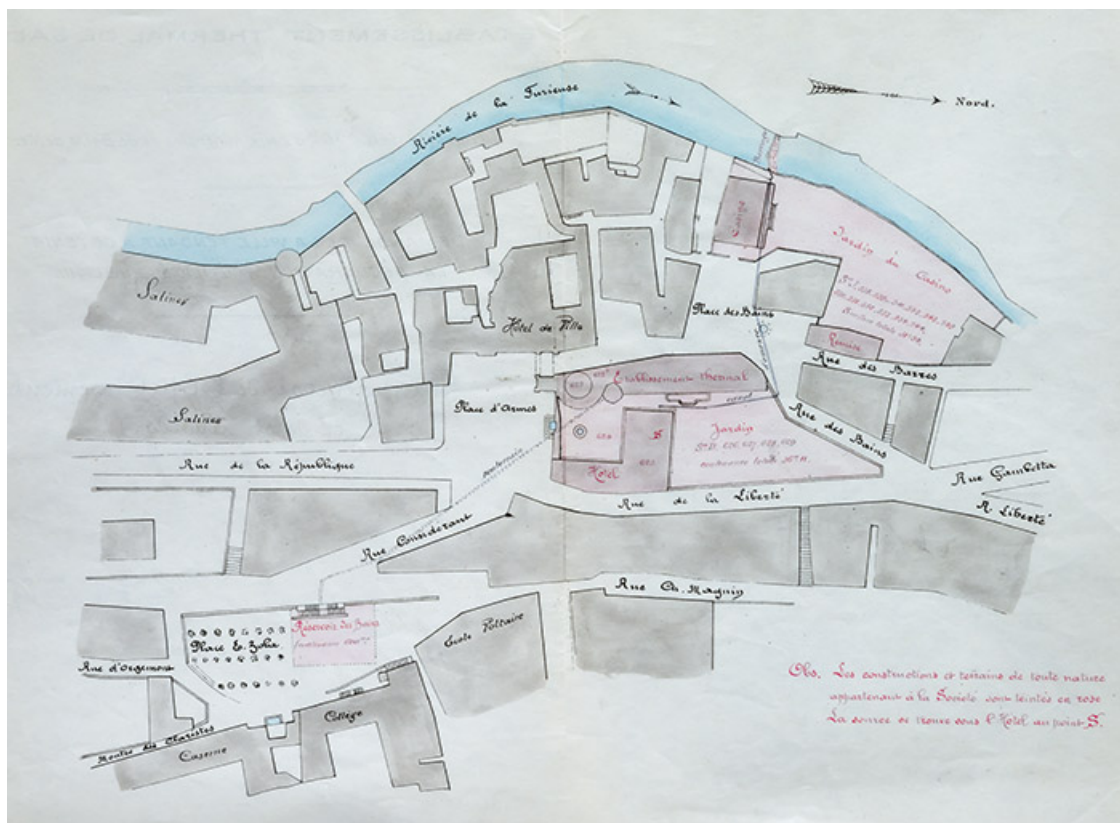 Rivière de la Furieuse
Nord.
Casino
Jardin du Casino
Salines
Hôtel de Ville
Place des Bains
Remise
Rue des Barres
Etablissement thermal
657
Place d'Armes
Salines
Jardin
Rue des Bains
S
Hôtel
Rue de la République
Rue de la Liberté
Rue Gambetta
R. Liberté
souterrain
Rue Considérant
Rue Ch. Magnin
Réservoir des Bains
Place E. Zola
Ecole Voltaire
Rue d'Orgemont
Collège
Montée des Charistes
Caserne
Obs. Les constructions et terrains de toute nature
appartenant à la Société sont teintés en rose
La source se trouve sous l'Hotel au point S.